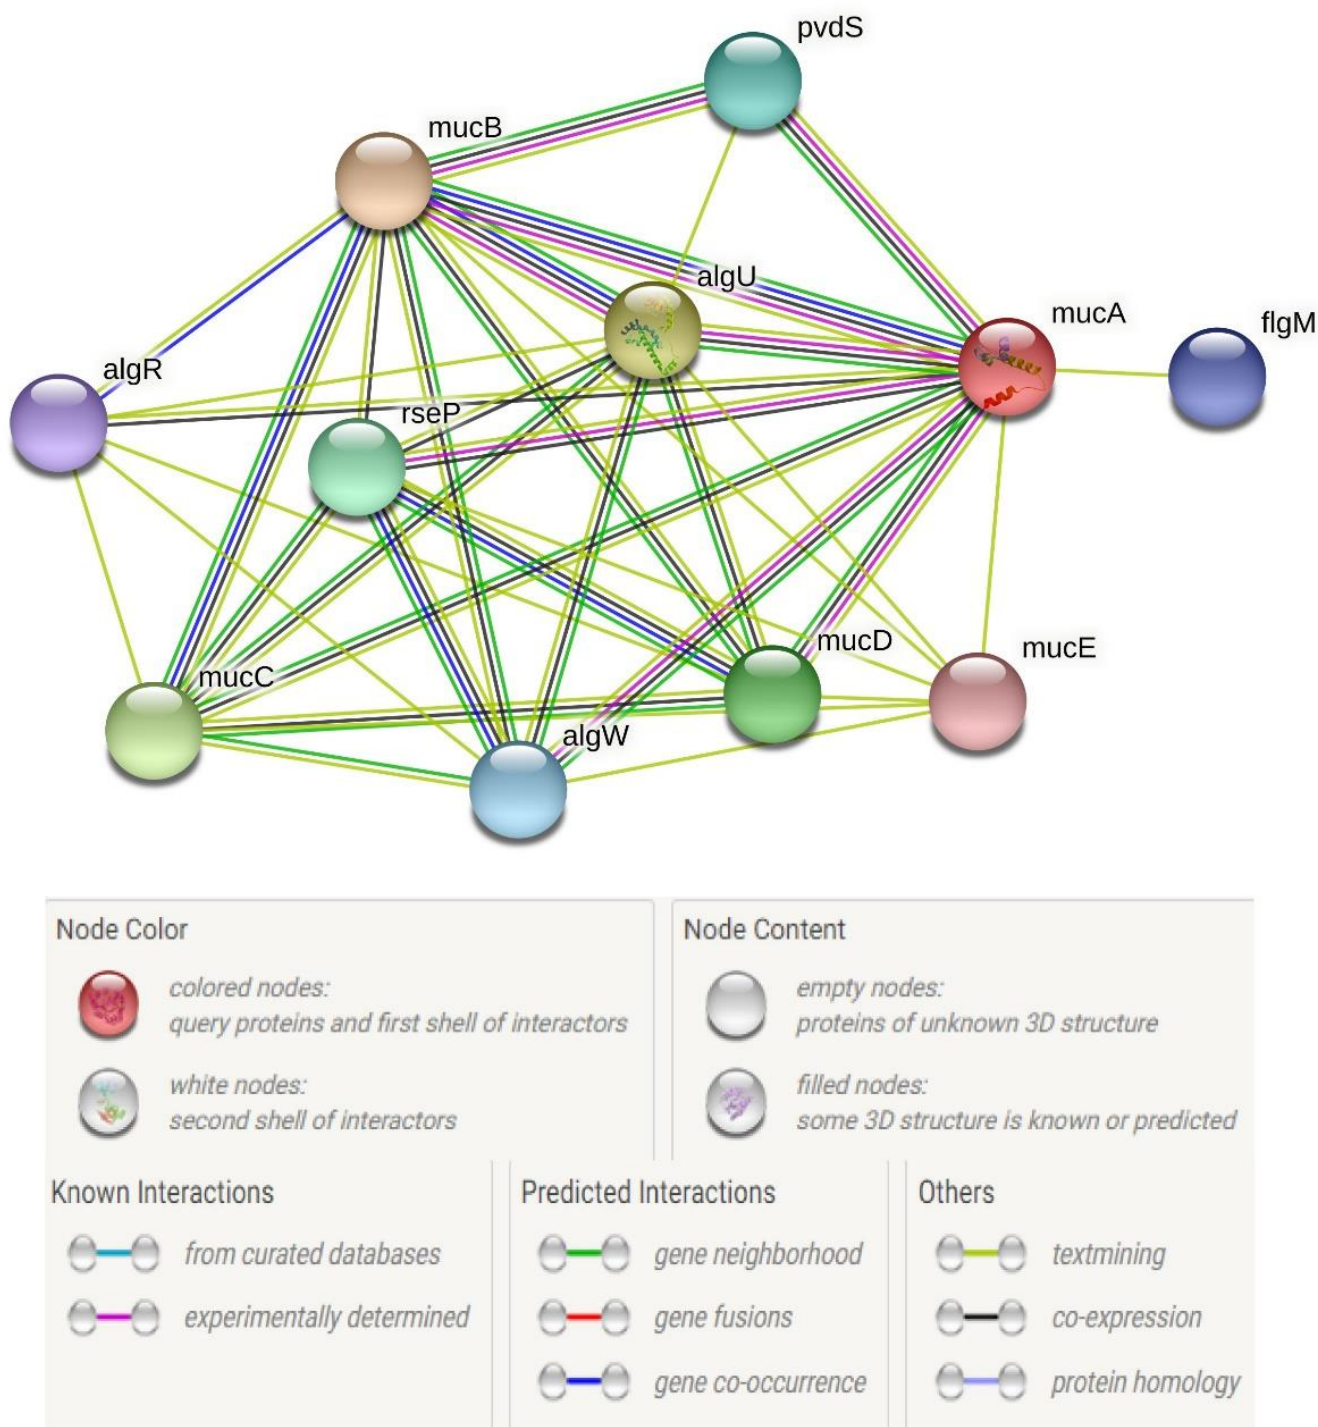 pvdS
mucB
algU
mucA
flgM
algR
rseP
mucD
mucE
mucC
algW
Node Color
colored nodes:
query proteins and first shell of interactors
white nodes:
second shell of interactors
Node Content
empty nodes:
proteins of unknown 3D structure
filled nodes:
some 3D structure is known or predicted
Known Interactions
from curated databases
experimentally determined
Predicted Interactions
gene neighborhood
gene fusions
gene co-occurrence
Others
textmining
co-expression
protein homology